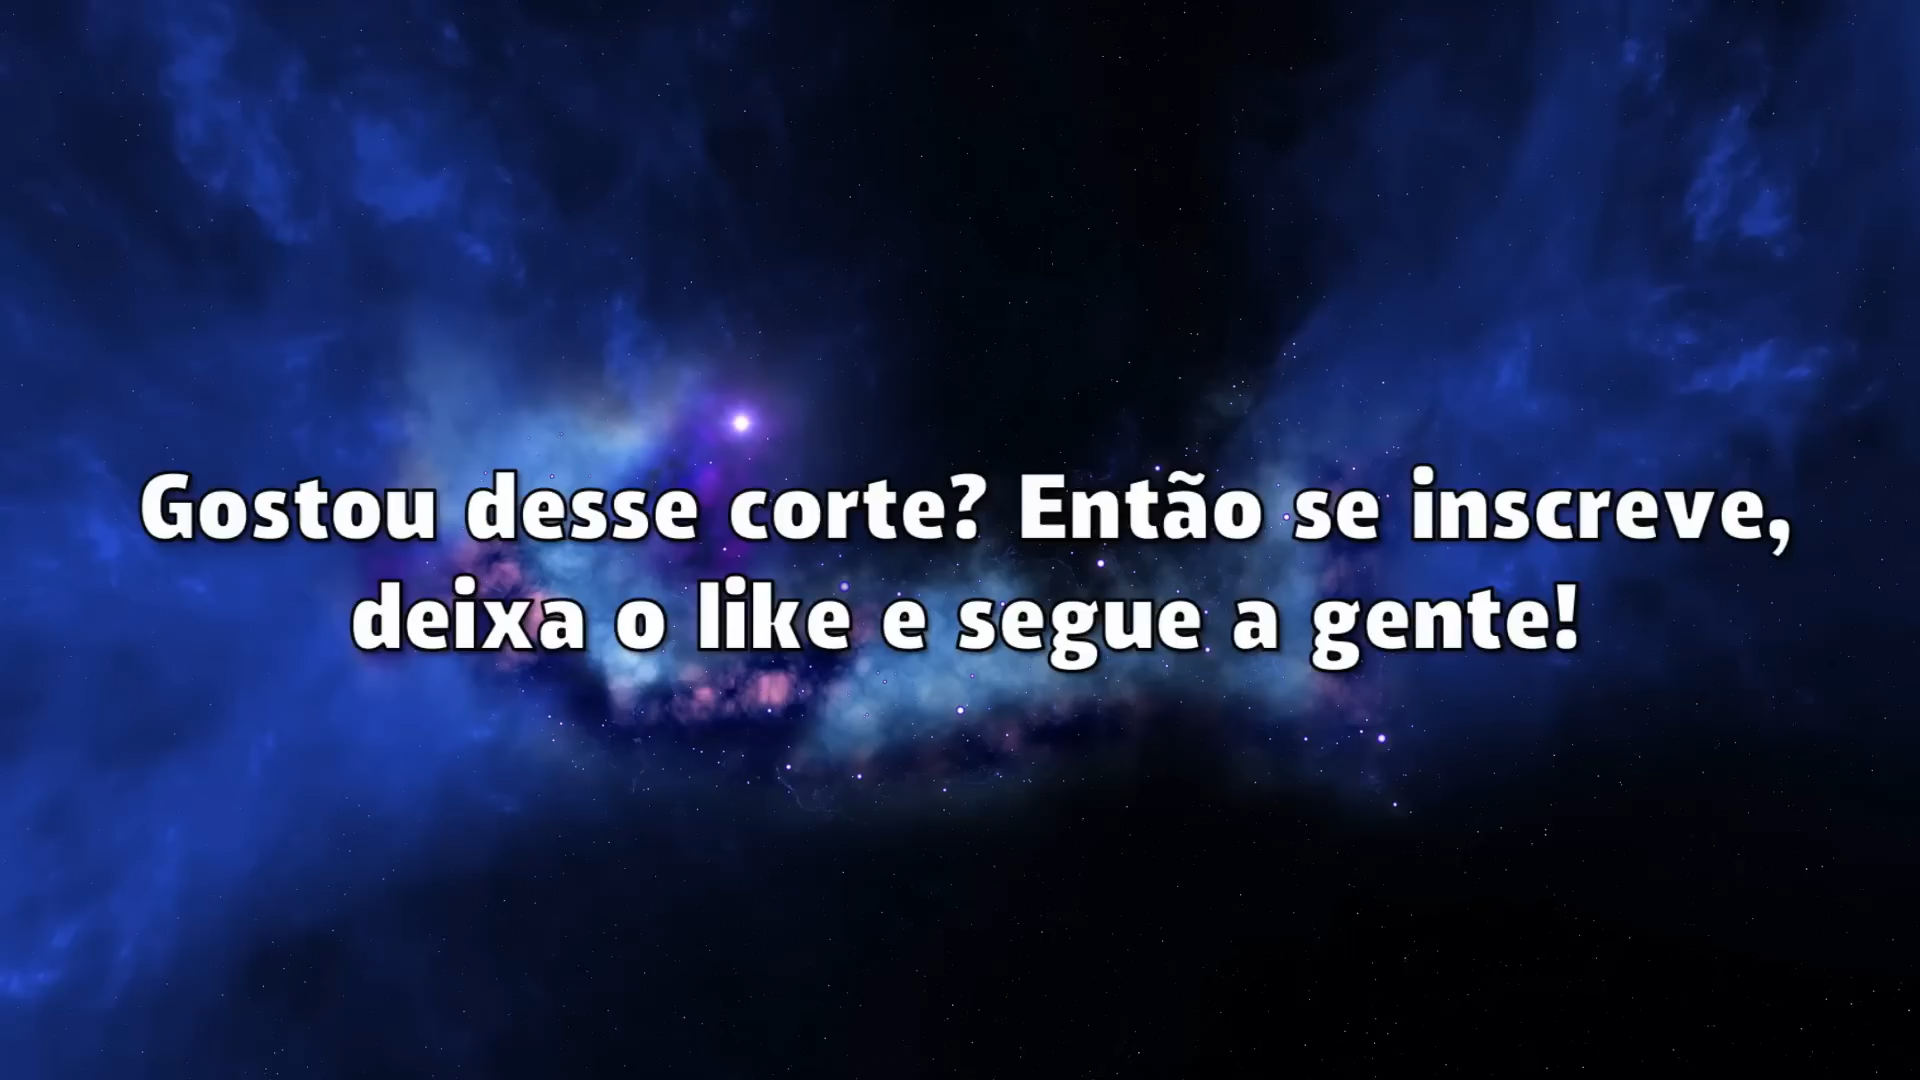 Gostou desse corte? Então se inscreve,
deixa o like e segue a gente!